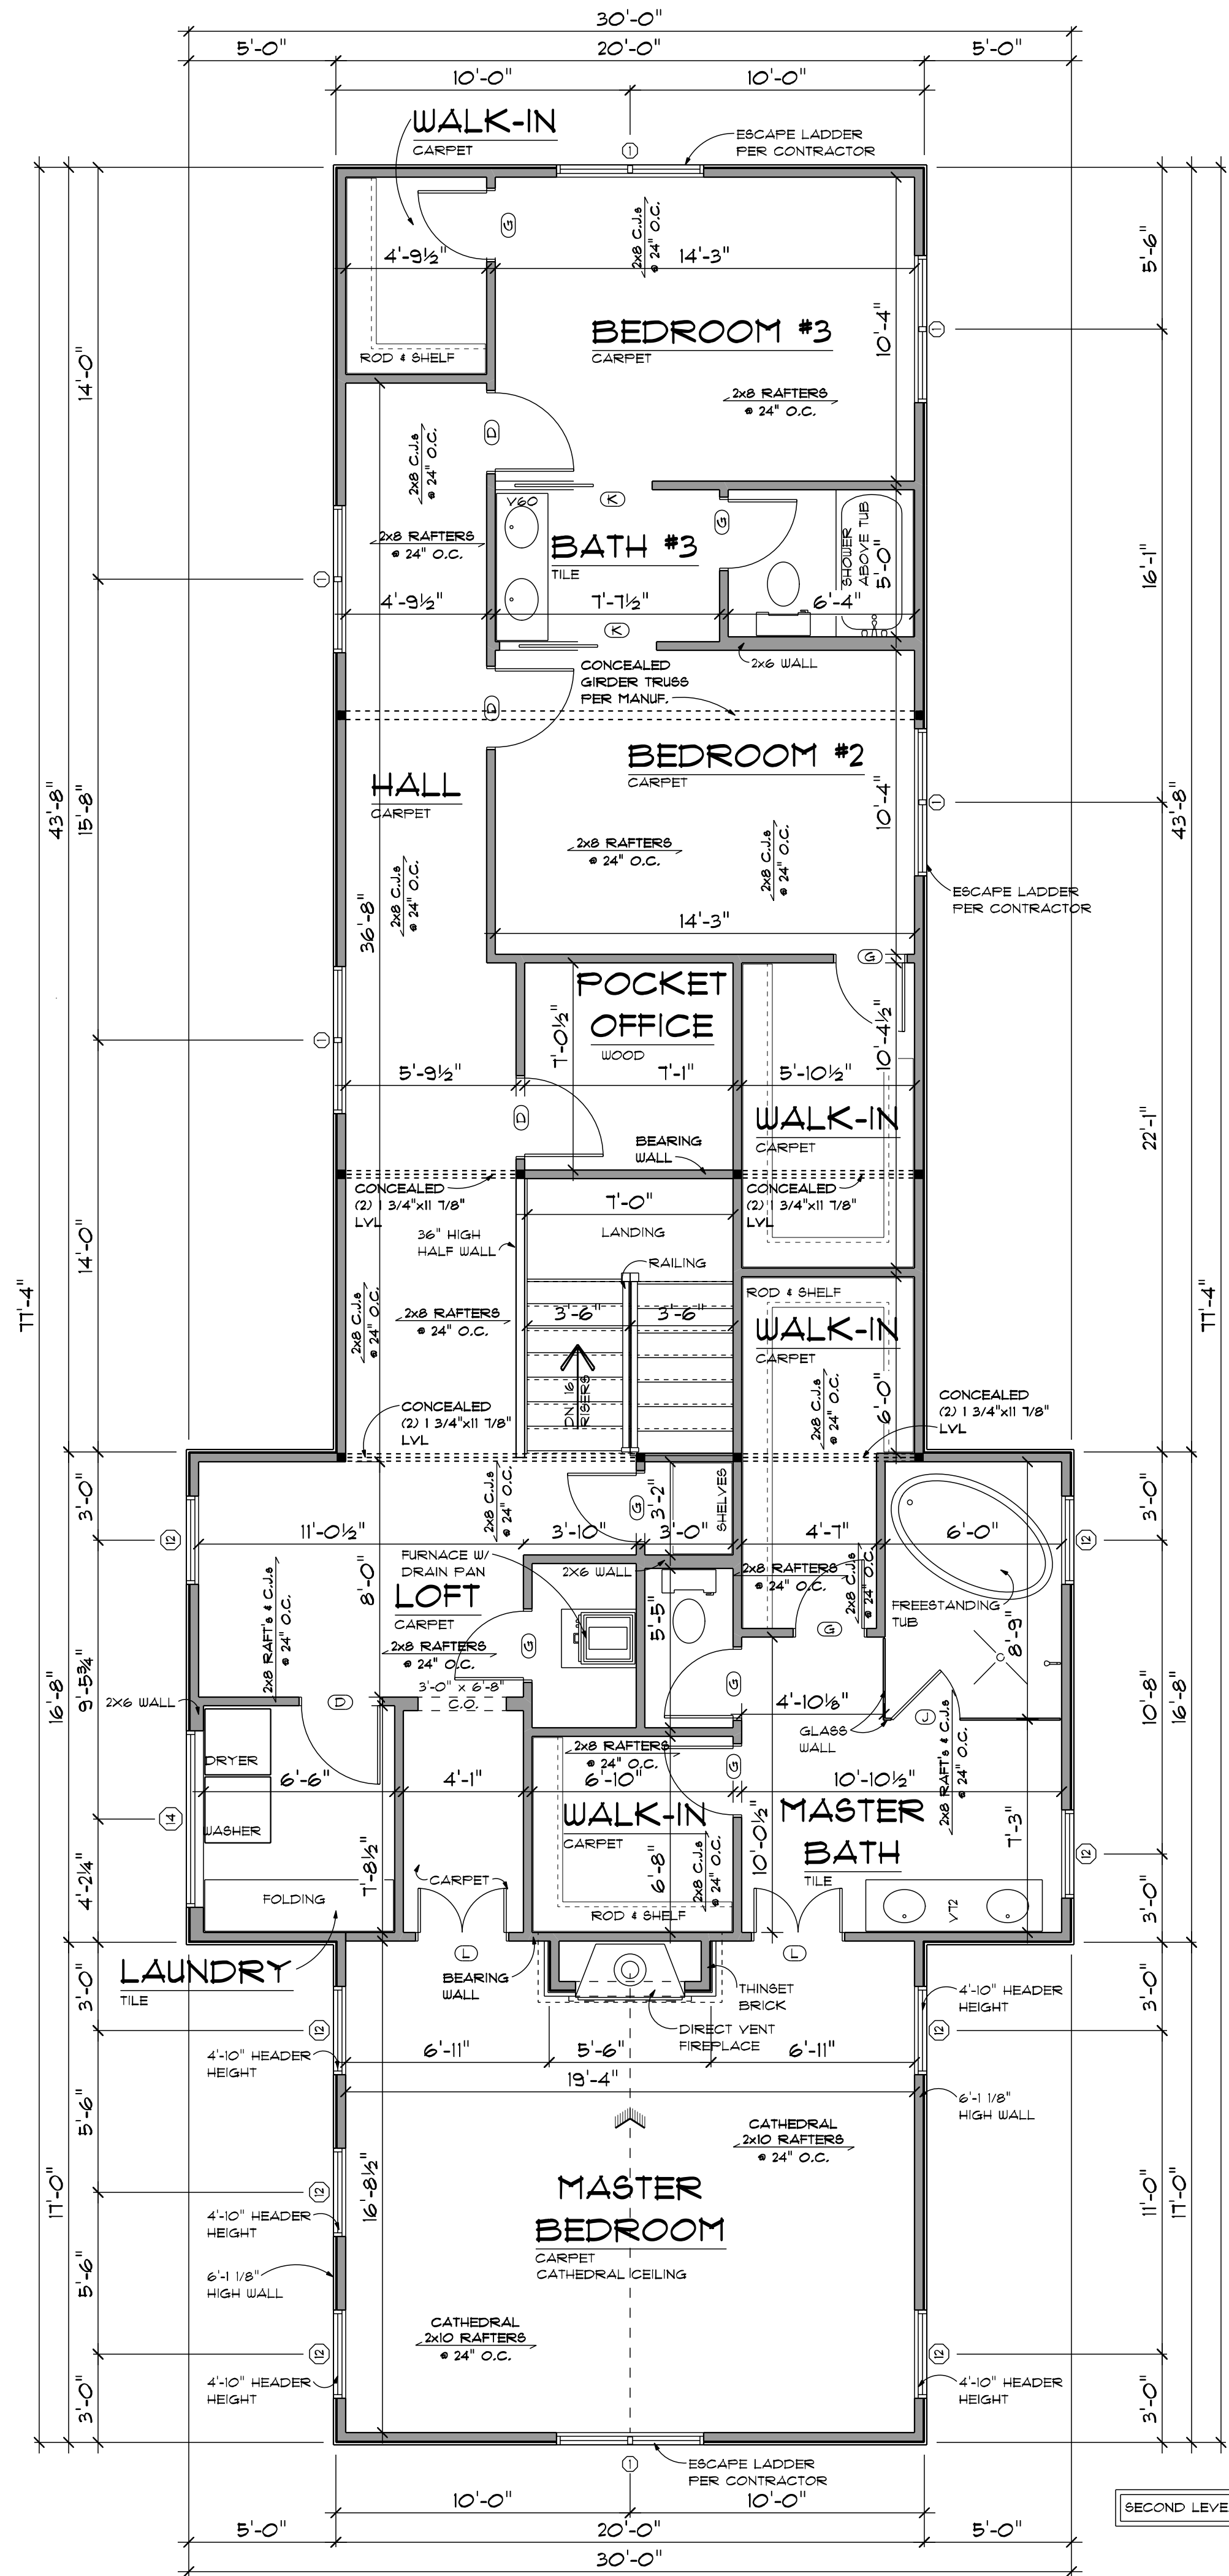 30'-0"
5'-0" 20'-0" 5'-0"
10'-0" 10'-0"
WALK-IN
CARPET
1
ESCAPE LADDER
PER CONTRACTOR
G
2x8 C.J.s
@ 24" O.C.
4'-9½" 14'-3"
5'-6"
BEDROOM #3
CARPET
10'-4"
1
ROD & SHELF
14'-0"
2x8 RAFTERS
@ 24" O.C.
D
2x8 C.J.s
@ 24" O.C.
K
V60
G
2x8 RAFTERS
@ 24" O.C.
BATH #3
TILE
SHOWER
ABOVE TUB
5'-0"
1
16'-1"
4'-9½" 7'-7½" 6'-4"
K
2x6 WALL
CONCEALED
GIRDER TRUSS
PER MANUF.
D
BEDROOM #2
CARPET
HALL
CARPET
10'-4"
1
43'-8"
15'-8"
43'-8"
2x8 RAFTERS
@ 24" O.C.
2x8 C.J.s
@ 24" O.C.
2x8 C.J.s
@ 24" O.C.
ESCAPE LADDER
PER CONTRACTOR
36'-8"
14'-3"
G
POCKET
OFFICE
WOOD
7'-0½"
10'-4½"
1
5'-9½" 7'-1" 5'-10½"
WALK-IN
CARPET
D
22'-1"
BEARING
WALL
CONCEALED
(2) 1 3/4"x11 7/8"
LVL
CONCEALED
(2) 1 3/4"x11 7/8"
LVL
7'-0"
LANDING
36" HIGH
HALF WALL
RAILING
14'-0"
77'-4"
77'-4"
ROD & SHELF
2x8 C.J.s
@ 24" O.C.
2x8 RAFTERS
@ 24" O.C.
3'-6" 3'-6"
WALK-IN
CARPET
DN 16
RISERS
2x8 C.J.s
@ 24" O.C.
6'-0"
CONCEALED
(2) 1 3/4"x11 7/8"
LVL
CONCEALED
(2) 1 3/4"x11 7/8"
LVL
3'-0"
2x8 C.J.s
@ 24" O.C.
G
3'-2"
SHELVES
3'-0"
12
11'-0½" 3'-10" 3'-0" 4'-7" 6'-0"
12
FURNACE W/
DRAIN PAN
2X6 WALL
2x8 RAFTERS
@ 24" O.C.
2x8 C.J.s
@ 24" O.C.
2x8 RAFT's & C.J.s
@ 24" O.C.
8'-0"
LOFT
CARPET
FREESTANDING
TUB
5'-5"
G
G
8'-9"
2x8 RAFTERS
@ 24" O.C.
3'-0" x 6'-8"
C.O.
G
4'-10⅛"
2X6 WALL
D
J
GLASS
WALL
16'-8"
9'-5¾"
10'-8"
16'-8"
2x8 RAFTERS
@ 24" O.C.
G
2x8 RAFT's & C.J.s
@ 24" O.C.
DRYER
6'-6" 4'-1" 6'-10" 10'-10½"
14
WASHER
WALK-IN
CARPET
MASTER
BATH
TILE
7'-3"
12
4'-2¼"
7'-8½"
CARPET
6'-8"
2x8 C.J.s
@ 24" O.C.
10'-0½"
3'-0"
FOLDING
ROD & SHELF
V72
L
L
LAUNDRY
TILE
BEARING
WALL
THINSET
BRICK
DIRECT VENT
FIREPLACE
4'-10" HEADER
HEIGHT
3'-0"
3'-0"
12
12
4'-10" HEADER
HEIGHT
6'-11" 5'-6" 6'-11"
19'-4"
6'-1 1/8"
HIGH WALL
5'-6"
CATHEDRAL
2x10 RAFTERS
@ 24" O.C.
17'-0"
16'-8½"
MASTER
BEDROOM
CARPET
CATHEDRAL CEILING
11'-0"
17'-0"
12
4'-10" HEADER
HEIGHT
6'-1 1/8"
HIGH WALL
5'-6"
CATHEDRAL
2x10 RAFTERS
@ 24" O.C.
12
12
4'-10" HEADER
HEIGHT
4'-10" HEADER
HEIGHT
3'-0"
3'-0"
1
ESCAPE LADDER
PER CONTRACTOR
10'-0" 10'-0"
5'-0" 20'-0" 5'-0"
30'-0"
SECOND LEVE